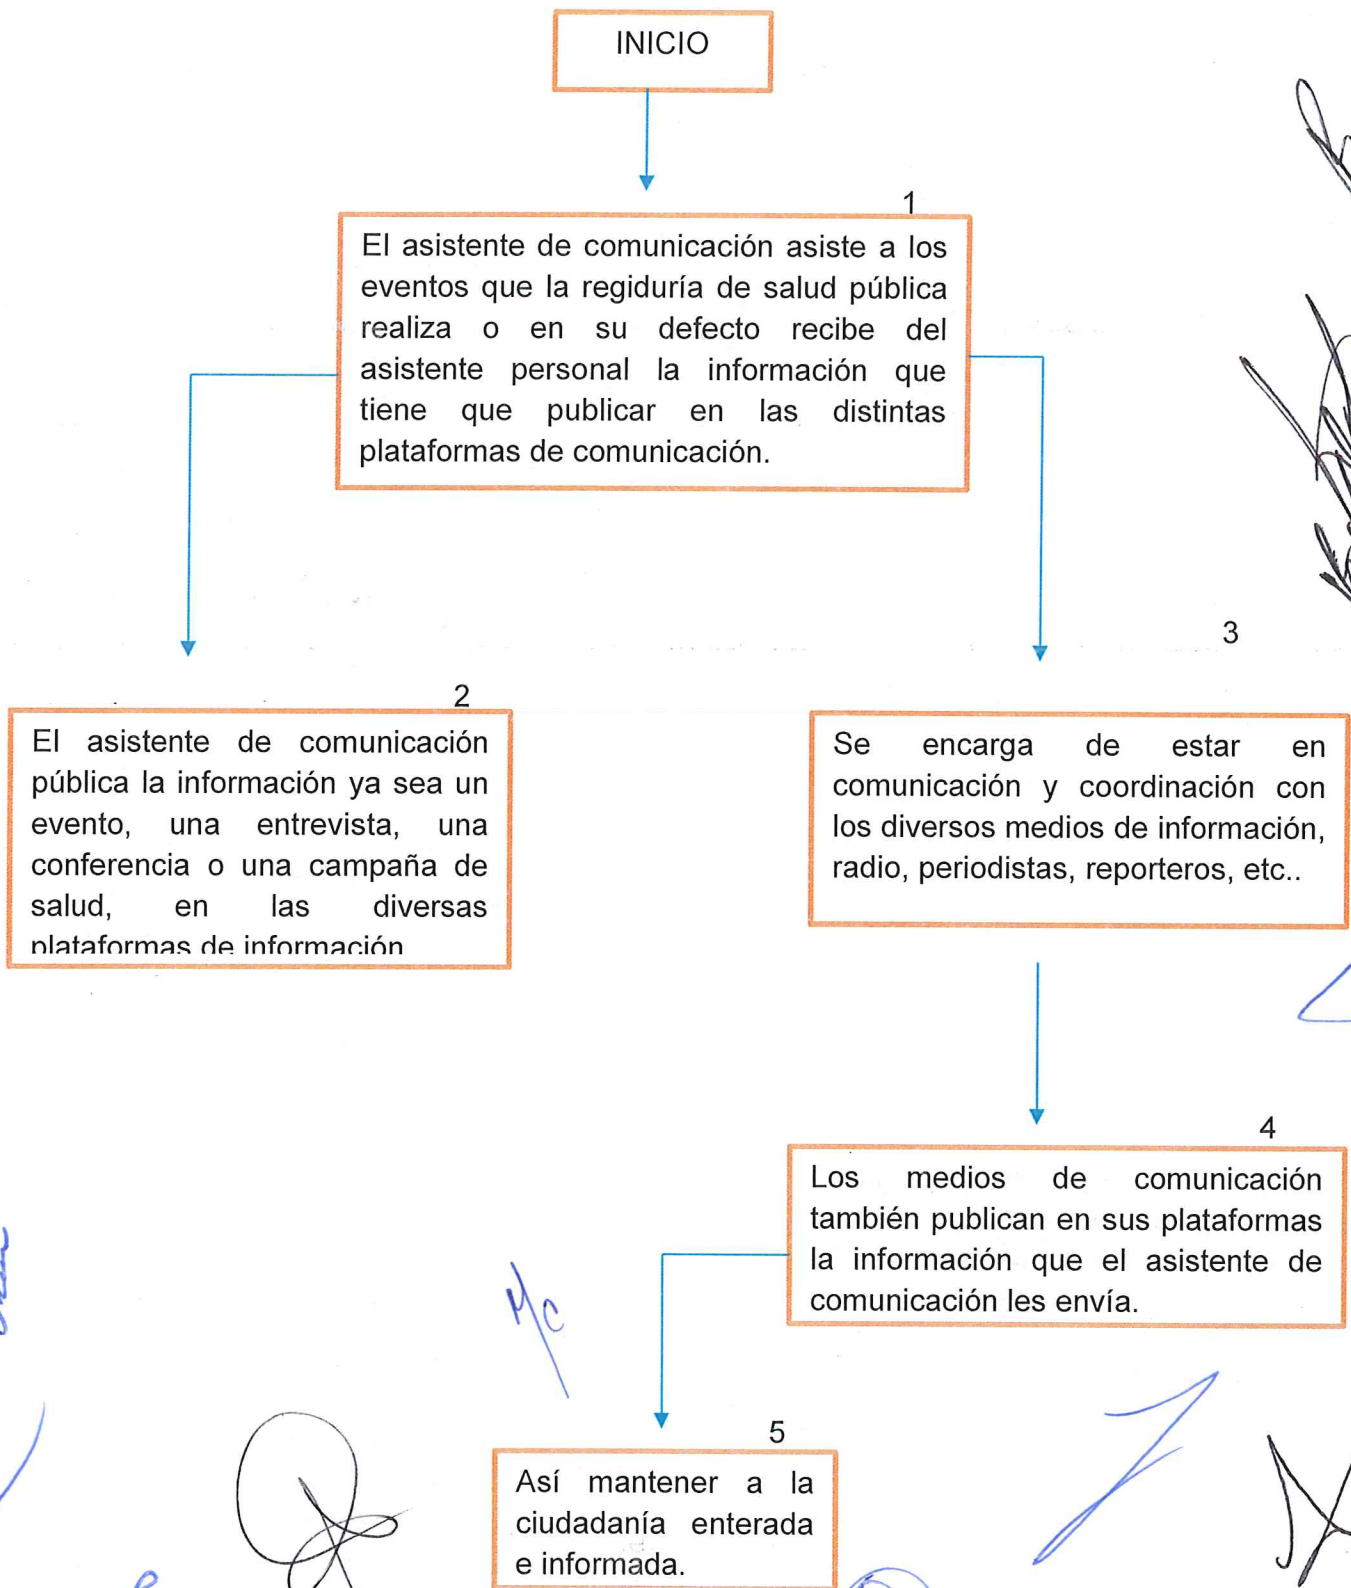 INICIO
1
El asistente de comunicación asiste a los
eventos que la regiduría de salud pública
realiza o en su defecto recibe del
asistente personal la información que
tiene que publicar en las distintas
plataformas de comunicación.
2
El asistente de comunicación
pública la información ya sea un
evento, una entrevista, una
conferencia o una campaña de
salud, en las diversas
plataformas de información
3
Se encarga de estar en
comunicación y coordinación con
los diversos medios de información,
radio, periodistas, reporteros, etc..
4
Los medios de comunicación
también publican en sus plataformas
la información que el asistente de
comunicación les envía.
5
Así mantener a la
ciudadanía enterada
e informada.